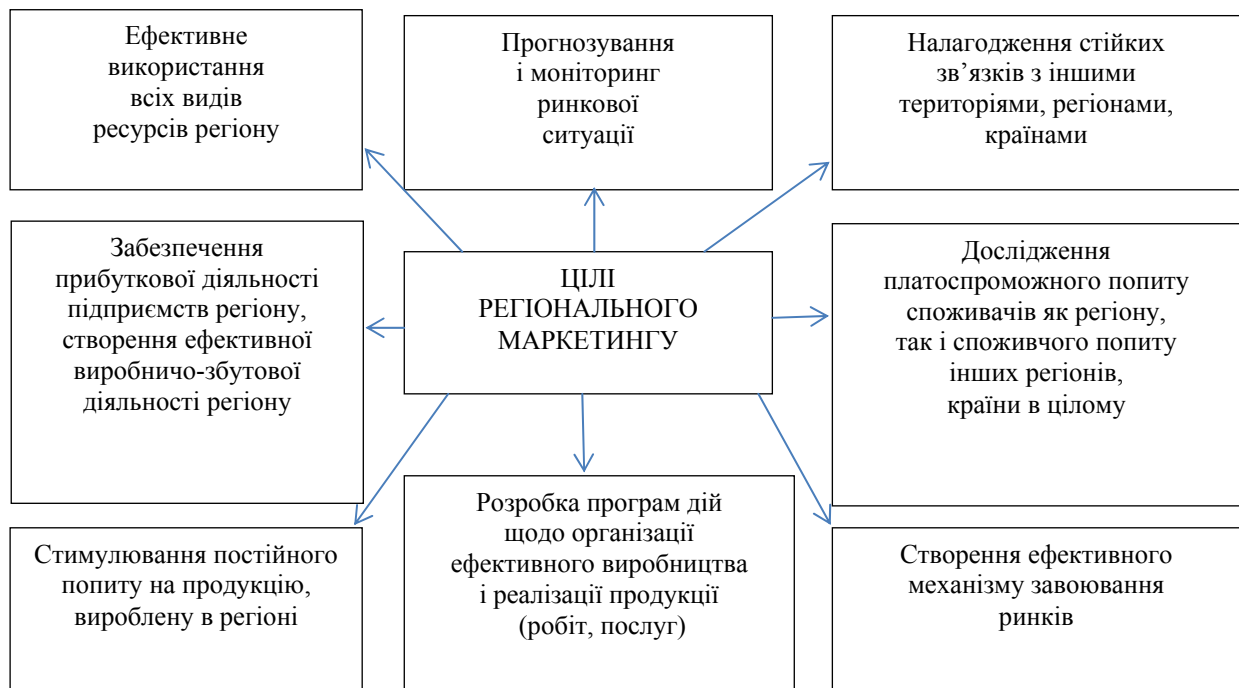 Ефективне
використання
всіх видів
ресурсів регіону
Прогнозування
і моніторинг
ринкової
ситуації
Налагодження стійких
зв’язків з іншими
територіями, регіонами,
країнами
Забезпечення
прибуткової діяльності
підприємств регіону,
створення ефективної
виробничо-збутової
діяльності регіону
ЦІЛІ
РЕГІОНАЛЬНОГО
МАРКЕТИНГУ
Дослідження
платоспроможного попиту
споживачів як регіону,
так і споживчого попиту
інших регіонів,
країни в цілому
Стимулювання постійного
попиту на продукцію,
вироблену в регіоні
Розробка програм дій
щодо організації
ефективного виробництва
і реалізації продукції
(робіт, послуг)
Створення ефективного
механізму завоювання
ринків